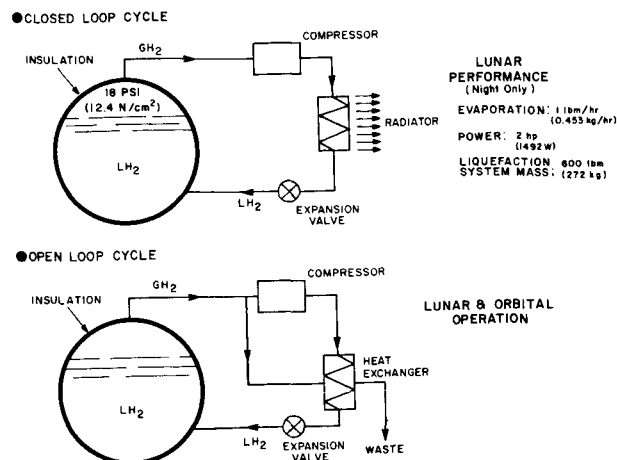 ●CLOSED LOOP CYCLE
GH2
COMPRESSOR
INSULATION
18 PSI
(12.4 N/cm2)
LH2
RADIATOR
LH2
EXPANSION
VALVE
LUNAR
PERFORMANCE
(Night Only)
EVAPORATION: 1 lbm/hr
(0.453 kg/hr)
POWER: 2 hp
(1492 W)
LIQUEFACTION 600 lbm
SYSTEM MASS: (272 kg)
●OPEN LOOP CYCLE
GH2
COMPRESSOR
INSULATION
LH2
HEAT
EXCHANGER
LH2
EXPANSION
VALVE
WASTE
LUNAR & ORBITAL
OPERATION